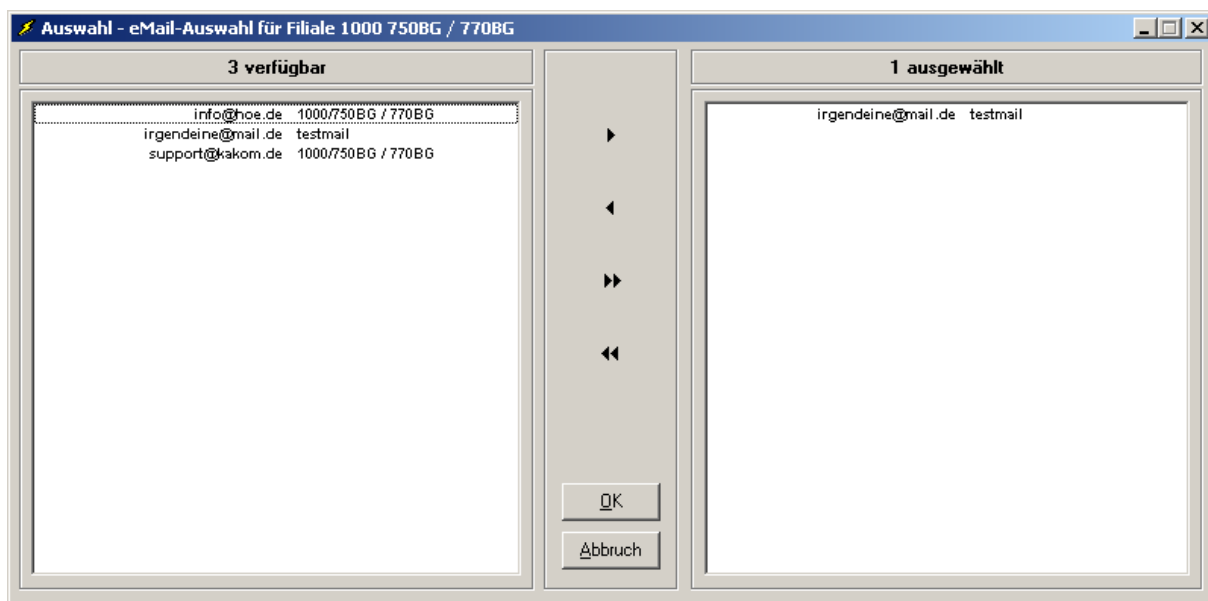 Auswahl - eMail-Auswahl für Filiale 1000 750BG / 770BG
3 verfügbar
info@hoe.de 1000/750BG / 770BG
irgendeine@mail.de testmail
support@kakom.de 1000/750BG / 770BG
OK
Abbruch
1 ausgewählt
irgendeine@mail.de testmail